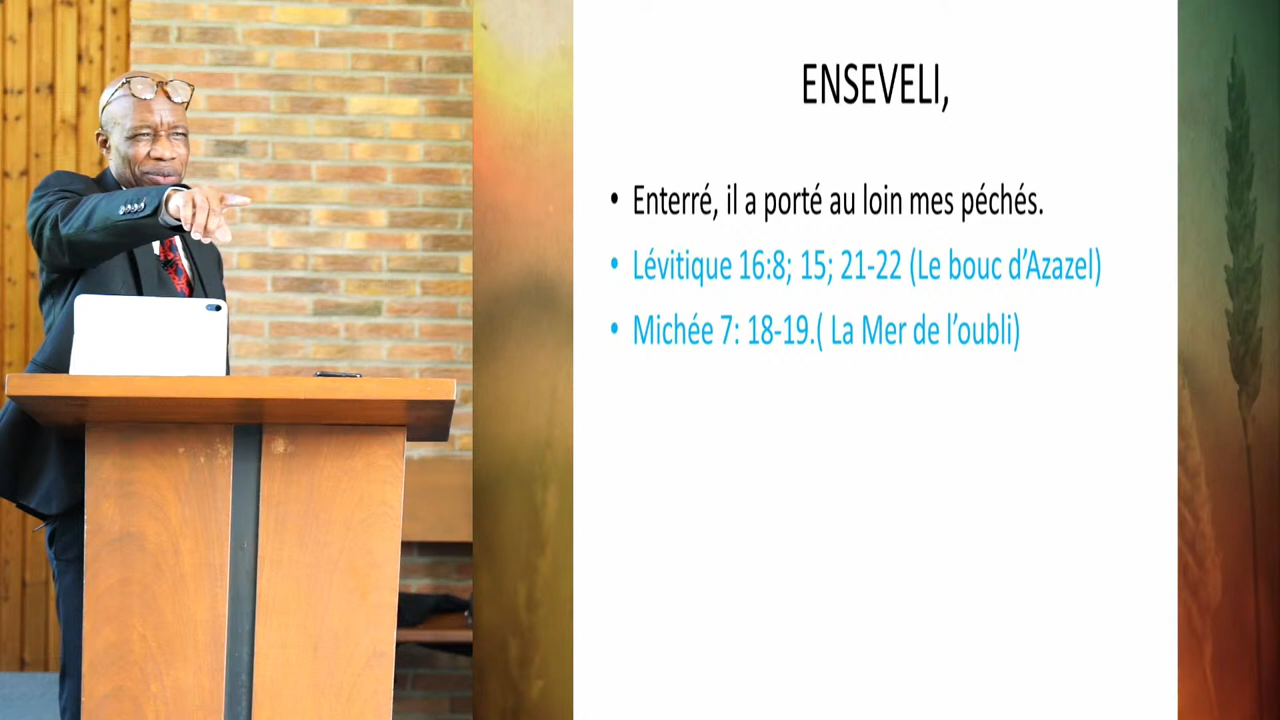 ENSEVELI,
• Enterré, il a porté au loin mes péchés.
• Lévitique 16:8; 15; 21-22 (Le bouc d’Azazel)
• Michée 7: 18-19.( La Mer de l’oubli)